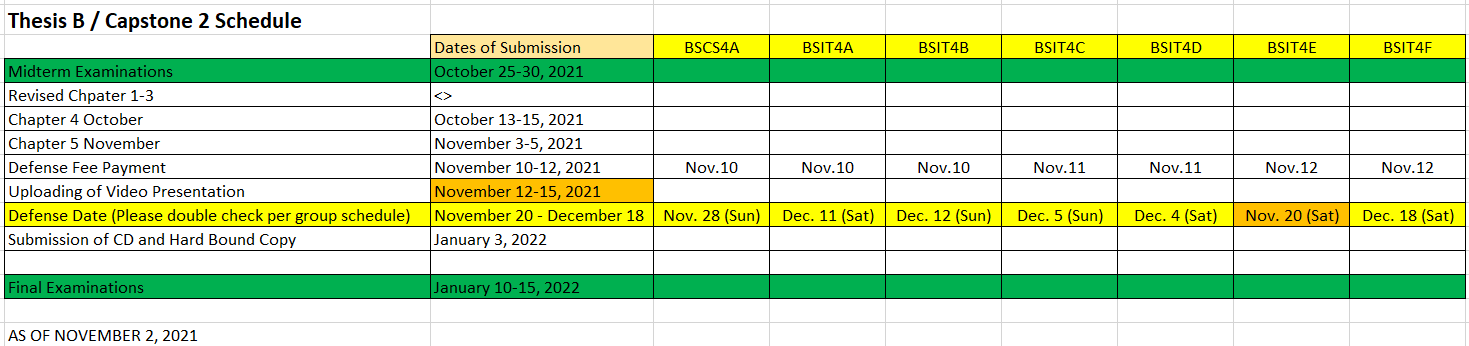 Thesis B / Capstone 2 Schedule
Dates of Submission BSCS4A BSIT4A BSIT4B BSIT4C BSIT4D BSIT4E BSIT4F
Midterm Examinations October 25-30, 2021
Revised Chpater 1-3 <>
Chapter 4 October October 13-15, 2021
Chapter 5 November November 3-5, 2021
Defense Fee Payment November 10-12, 2021 Nov.10 Nov.10 Nov.10 Nov.11 Nov.11 Nov.12 Nov.12
Uploading of Video Presentation November 12-15, 2021
Defense Date (Please double check per group schedule) November 20 - December 18 Nov. 28 (Sun) Dec. 11 (Sat) Dec. 12 (Sun) Dec. 5 (Sun) Dec. 4 (Sat) Nov. 20 (Sat) Dec. 18 (Sat)
Submission of CD and Hard Bound Copy January 3, 2022
Final Examinations January 10-15, 2022
AS OF NOVEMBER 2, 2021